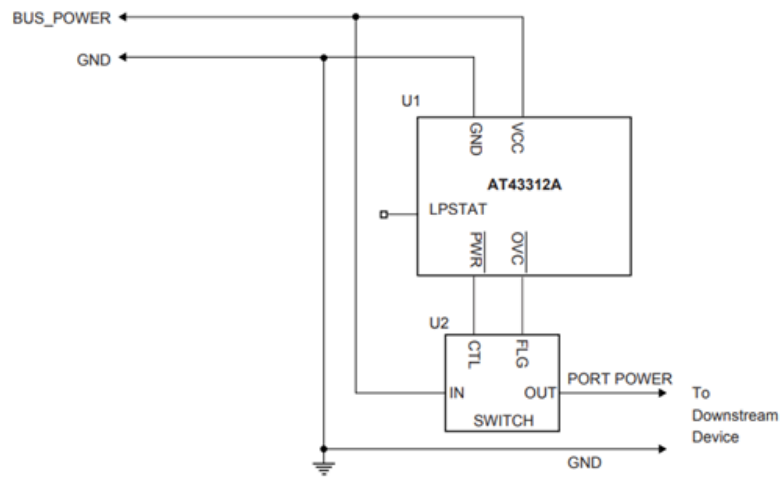 BUS_POWER
GND
U1
GND
VCC
AT43312A
LPSTAT
PWR
OVC
U2
CTL
FLG
PORT POWER
IN
OUT
To
Downstream
Device
SWITCH
GND